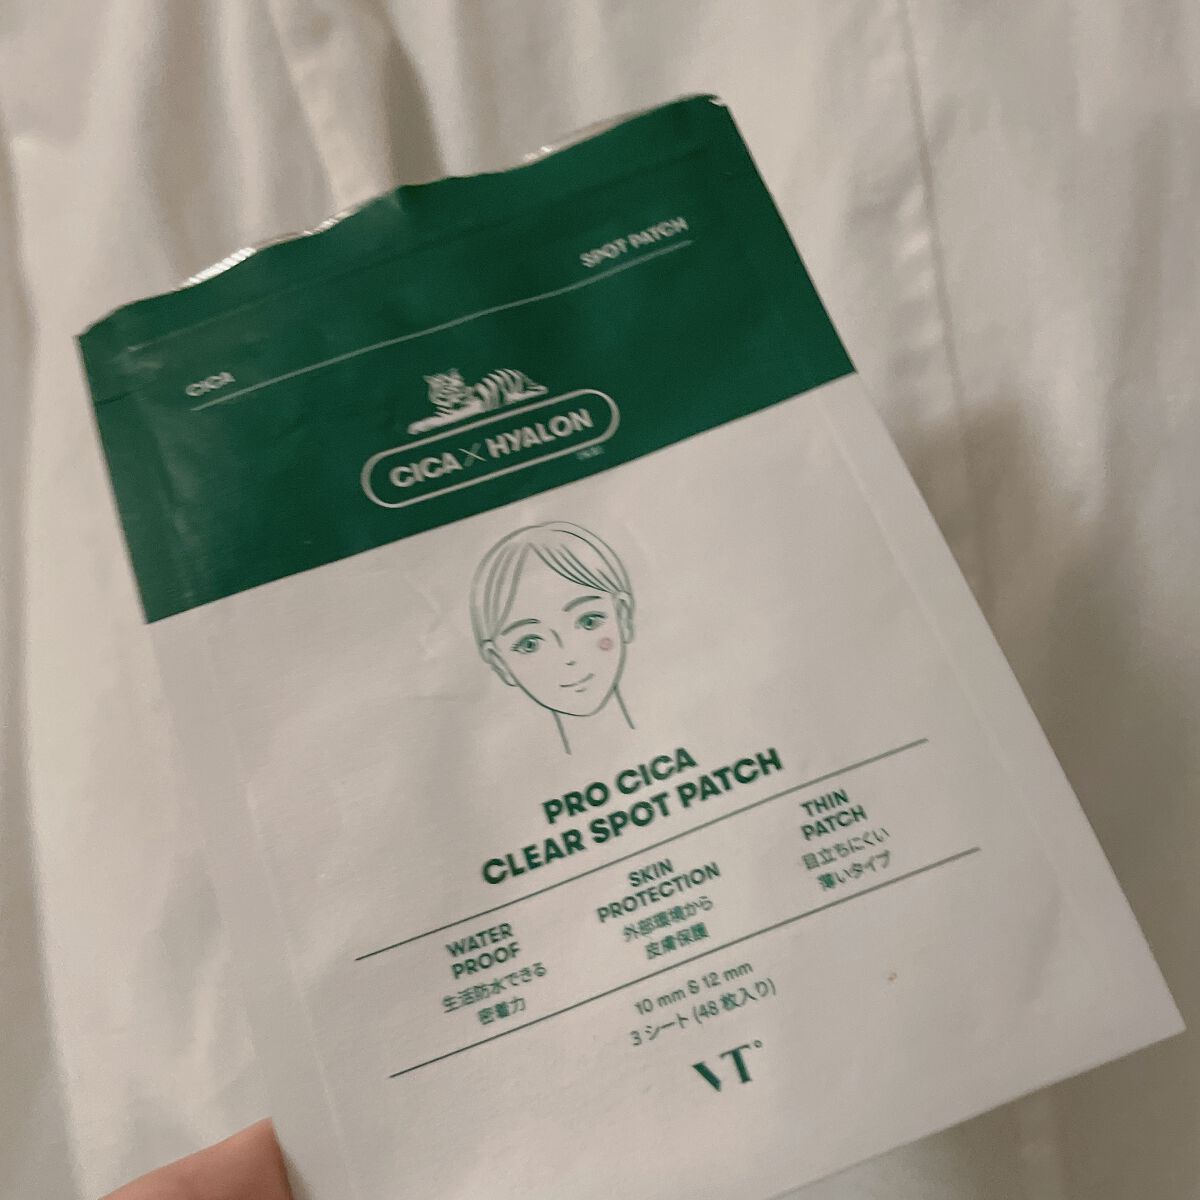 CICA
SPOT PATCH
CICA X HYALON
PRO CICA
CLEAR SPOT PATCH
WATER
PROOF
生活防水できる
密着力
SKIN
PROTECTION
外部環境から
皮膚保護
THIN
PATCH
目立ちにくい
薄いタイプ
10 mm & 12 mm
3 シート (48 枚入り)
VT°